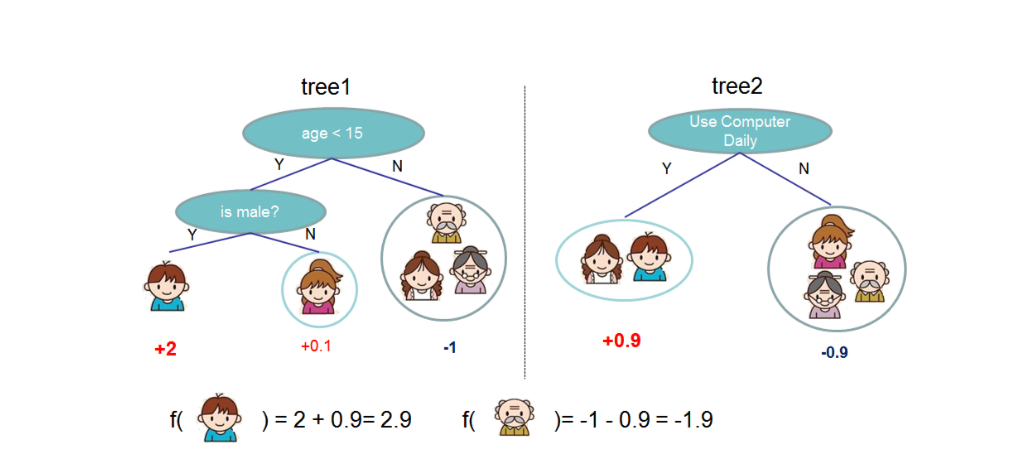 tree1
age < 15
Y
N
is male?
Y
N
+2
+0.1
-1
tree2
Use Computer
Daily
Y
N
+0.9
-0.9
f( ) = 2 + 0.9= 2.9
f( )= -1 - 0.9 = -1.9